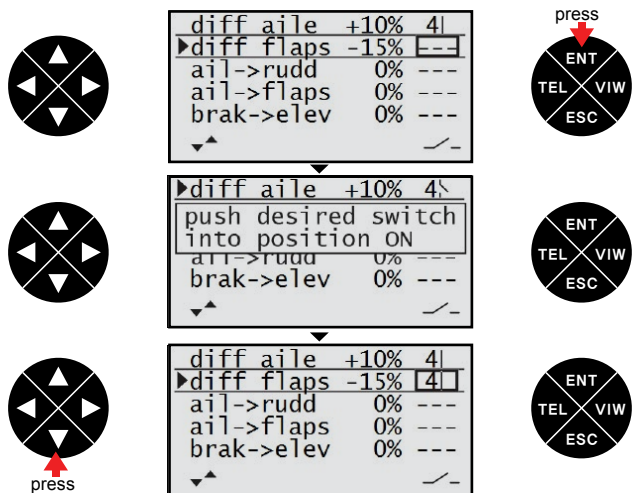 press
diff aile +10% 4|
diff flaps -15% ---
ail->rudd 0% ---
ail->flaps 0% ---
brak->elev 0% ---
ENT
TEL VIW
ESC
diff aile +10% 4
push desired switch
into position ON
ail->rudd 0% ---
brak->elev 0% ---
ENT
TEL VIW
ESC
diff aile +10% 4|
diff flaps -15% 4|
ail->rudd 0% ---
ail->flaps 0% ---
brak->elev 0% ---
ENT
TEL VIW
ESC
press